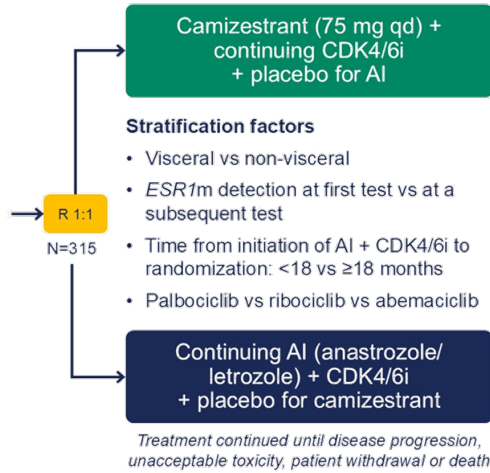 Camizestrant (75 mg qd) +
continuing CDK4/6i
+ placebo for AI
Stratification factors
• Visceral vs non-visceral
• ESR1m detection at first test vs at a
subsequent test
• Time from initiation of AI + CDK4/6i to
randomization: <18 vs ≥18 months
• Palbociclib vs ribociclib vs abemaciclib
R 1:1
N=315
Continuing AI (anastrozole/
letrozole) + CDK4/6i
+ placebo for camizestrant
Treatment continued until disease progression,
unacceptable toxicity, patient withdrawal or death